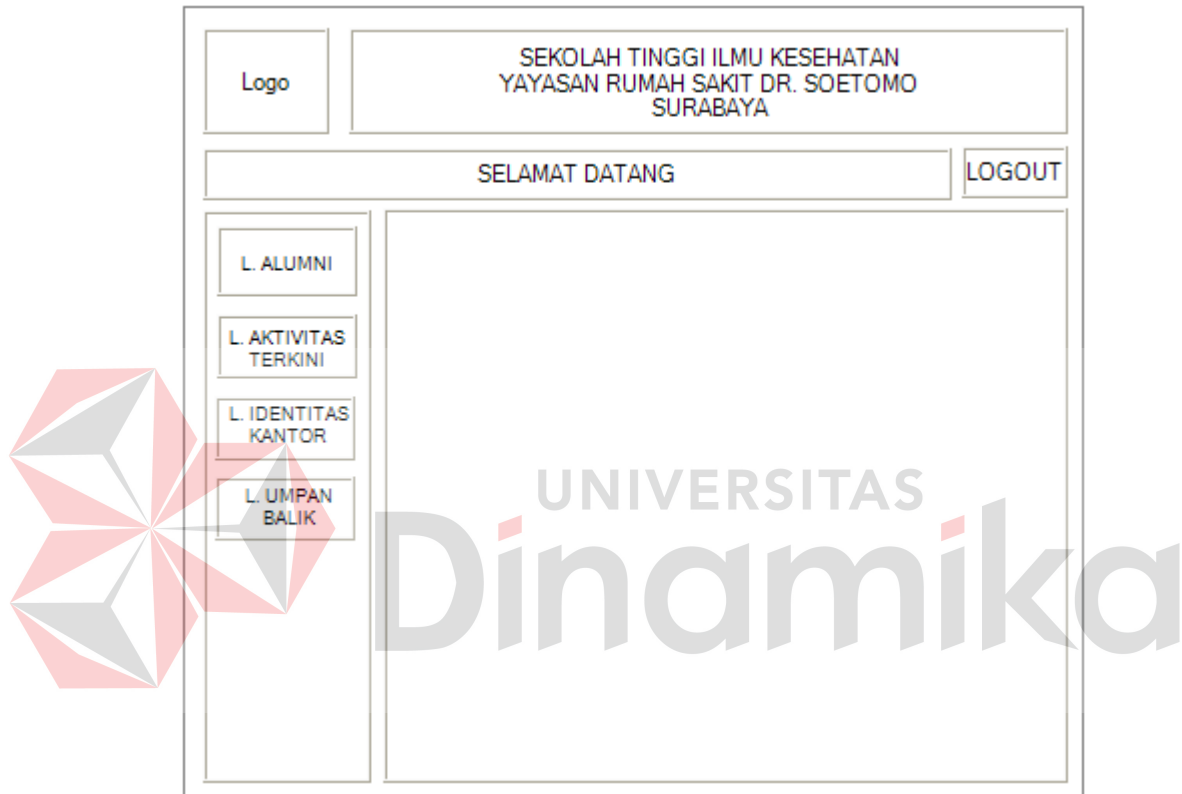 Logo
SEKOLAH TINGGI ILMU KESEHATAN
YAYASAN RUMAH SAKIT DR. SOETOMO
SURABAYA
SELAMAT DATANG
LOGOUT
L. ALUMNI
L. AKTIVITAS
TERKINI
L. IDENTITAS
KANTOR
L. UMPAN
BALIK
UNIVERSITAS
Dinamika